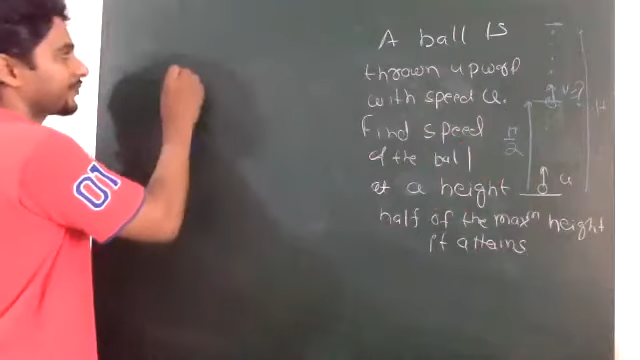 A ball is
thrown upword
with speed u.
Find speed
of the ball
at a height
half of the maxm height
it attains
v=?
H
H/2
u
01